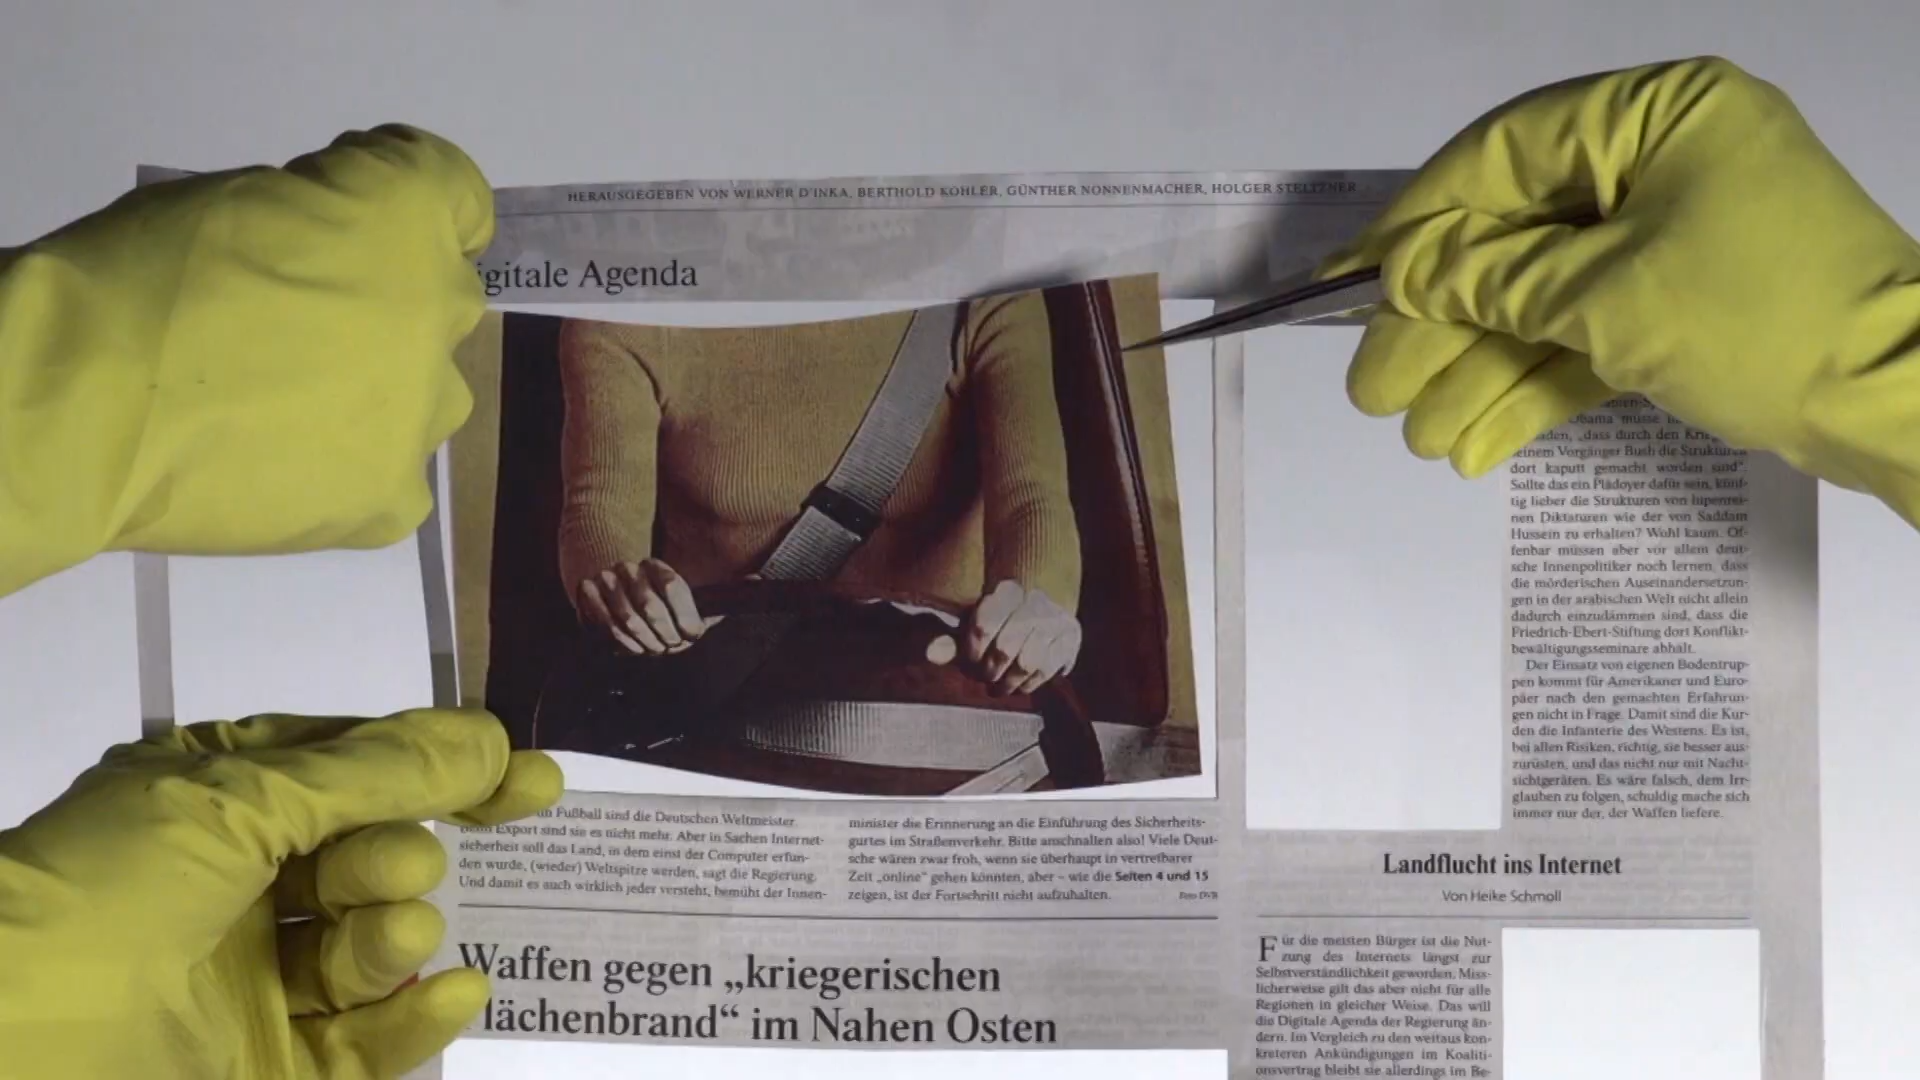 HERAUSGEGEBEN VON WERNER D'INKA, BERTHOLD KOHLER, GÜNTHER NONNENMACHER, HOLGER STELTZNER
igitale Agenda
Fußball sind die Deutschen Weltmeister.
Export sind sie es nicht mehr. Aber in Sachen Internet-
sicherheit soll das Land, in dem einst der Computer erfun-
den wurde, (wieder) Weltspitze werden, sagt die Regierung.
Und damit es auch wirklich jeder versteht, bemüht der Innen-
minister die Erinnerung an die Einführung des Sicherheits-
gurtes im Straßenverkehr. Bitte anschnallen also! Viele Deut-
sche wären zwar froh, wenn sie überhaupt in vertretbarer
Zeit „online“ gehen könnten, aber – wie die Seiten 4 und 15
zeigen, ist der Fortschritt nicht aufzuhalten.
Foto DVR
Waffen gegen „kriegerischen
lächenbrand“ im Nahen Osten
Obama müsse
„dass durch den
seinem Vorgänger Bush die Strukturen
dort kaputt gemacht worden sind“.
Sollte das ein Plädoyer dafür sein, künf-
tig lieber die Strukturen von lupenrei-
nen Diktaturen wie der von Saddam
Hussein zu erhalten? Wohl kaum. Of-
fenbar müssen aber vor allem deut-
sche Innenpolitiker noch lernen, dass
die mörderischen Auseinandersetzun-
gen in der arabischen Welt nicht allein
dadurch einzudämmen sind, dass die
Friedrich-Ebert-Stiftung dort Konflikt-
bewältigungsseminare abhält.
Der Einsatz von eigenen Bodentrup-
pen kommt für Amerikaner und Euro-
päer nach den gemachten Erfahrun-
gen nicht in Frage. Damit sind die Kur-
den die Infanterie des Westens. Es ist,
bei allen Risiken, richtig, sie besser aus-
zurüsten, und das nicht nur mit Nacht-
sichtgeräten. Es wäre falsch, dem Irr-
glauben zu folgen, schuldig mache sich
immer nur der, der Waffen liefere.
Landflucht ins Internet
Von Heike Schmoll
Für die meisten Bürger ist die Nut-
zung des Internets längst zur
Selbstverständlichkeit geworden. Miss-
licherweise gilt das aber nicht für alle
Regionen in gleicher Weise. Das will
die Digitale Agenda der Regierung än-
dern. Im Vergleich zu den weitaus kon-
kreteren Ankündigungen im Koaliti-
onsvertrag bleibt sie allerdings im Be-